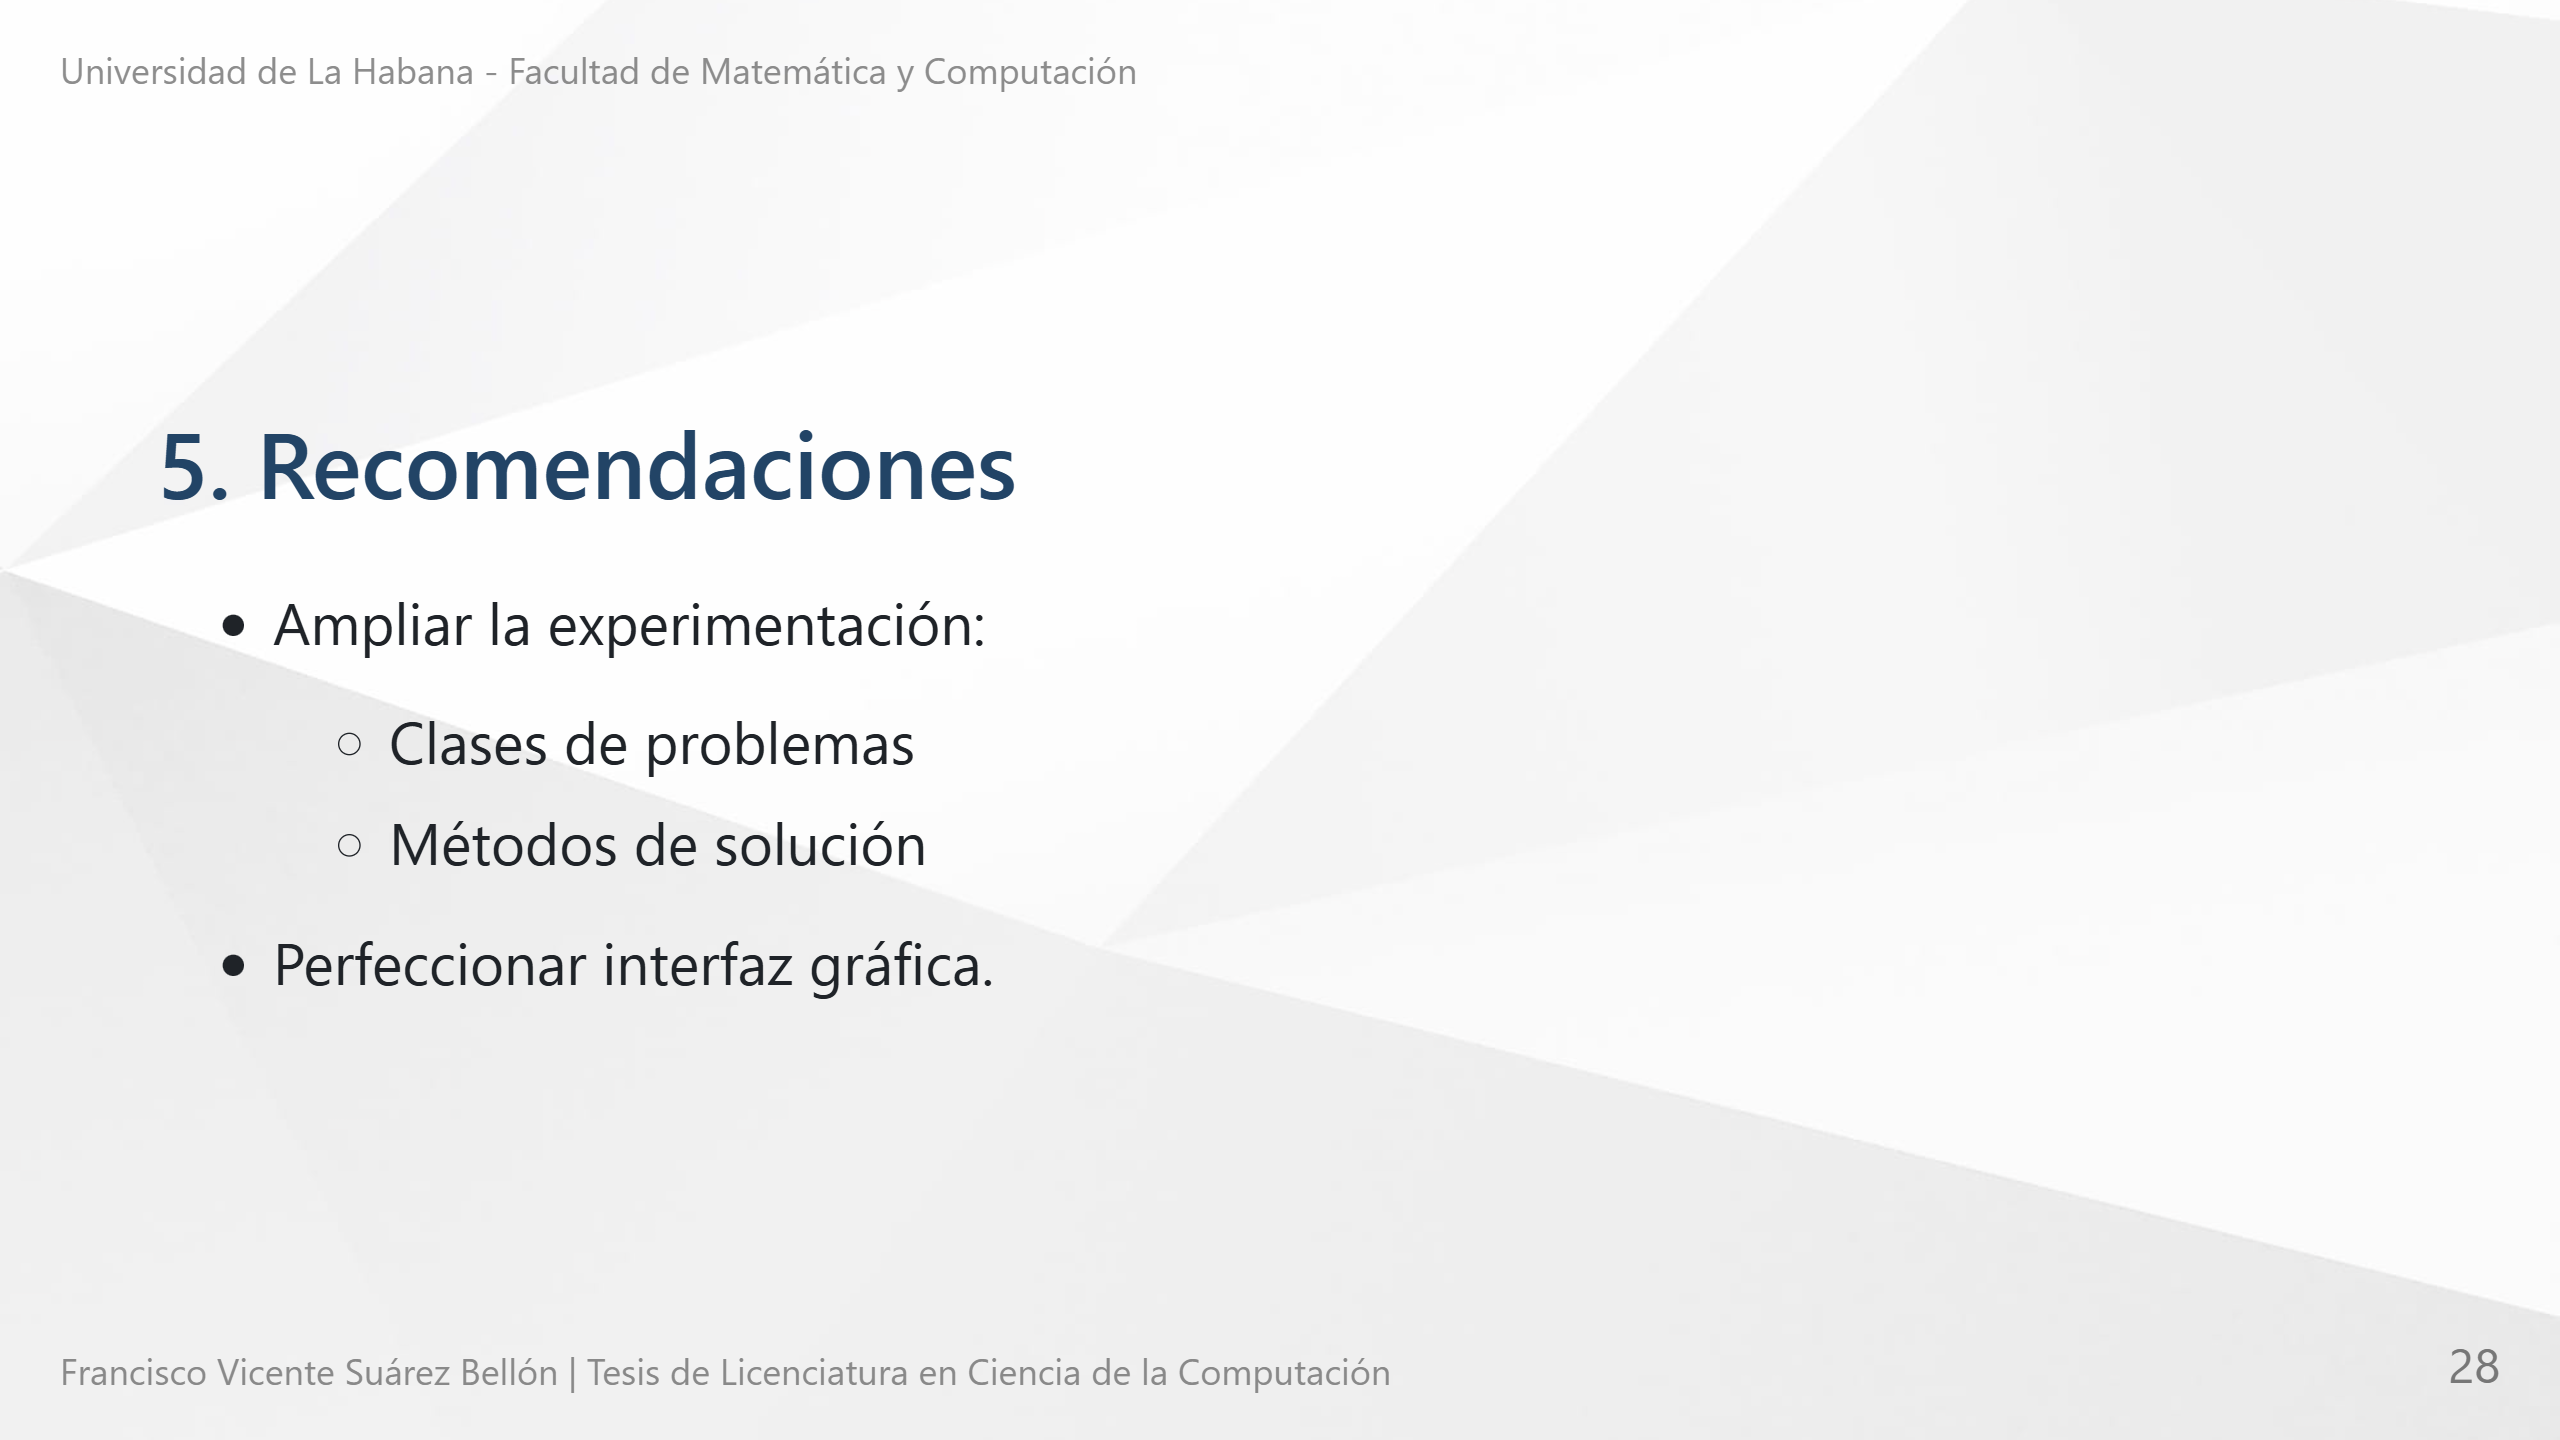 Universidad de La Habana - Facultad de Matemática y Computación
5. Recomendaciones
• Ampliar la experimentación:
○ Clases de problemas
○ Métodos de solución
• Perfeccionar interfaz gráfica.
Francisco Vicente Suárez Bellón | Tesis de Licenciatura en Ciencia de la Computación
28